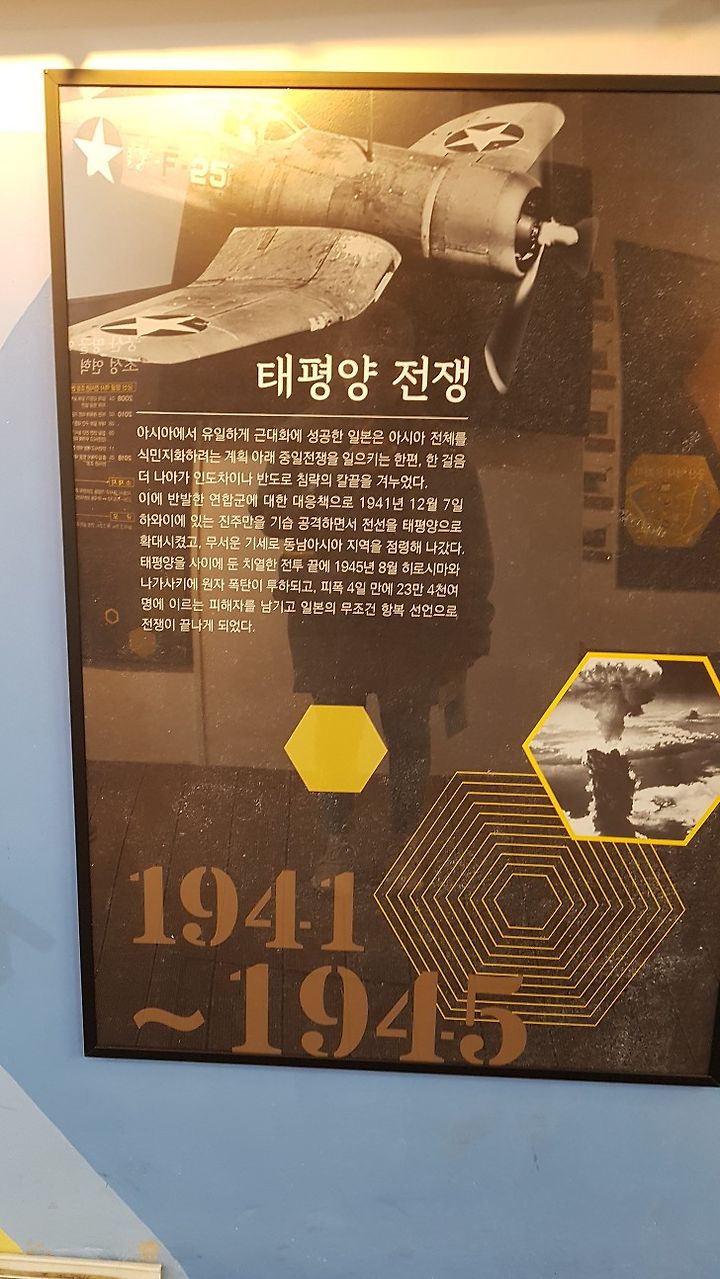 F-25
태평양 전쟁
아시아에서 유일하게 근대화에 성공한 일본은 아시아 전체를
식민지화하려는 계획 아래 중일전쟁을 일으키는 한편, 한 걸음
더 나아가 인도차이나 반도로 침략의 칼끝을 겨누었다.
이에 반발한 연합군에 대한 대응책으로 1941년 12월 7일
하와이에 있는 진주만을 기습 공격하면서 전선을 태평양으로
확대시켰고, 무서운 기세로 동남아시아 지역을 점령해 나갔다.
태평양을 사이에 둔 치열한 전투 끝에 1945년 8월 히로시마와
나가사키에 원자 폭탄이 투하되고, 피폭 4일 만에 23만 4천여
명에 이르는 피해자를 남기고 일본의 무조건 항복 선언으로
전쟁이 끝나게 되었다.
1941
~1945